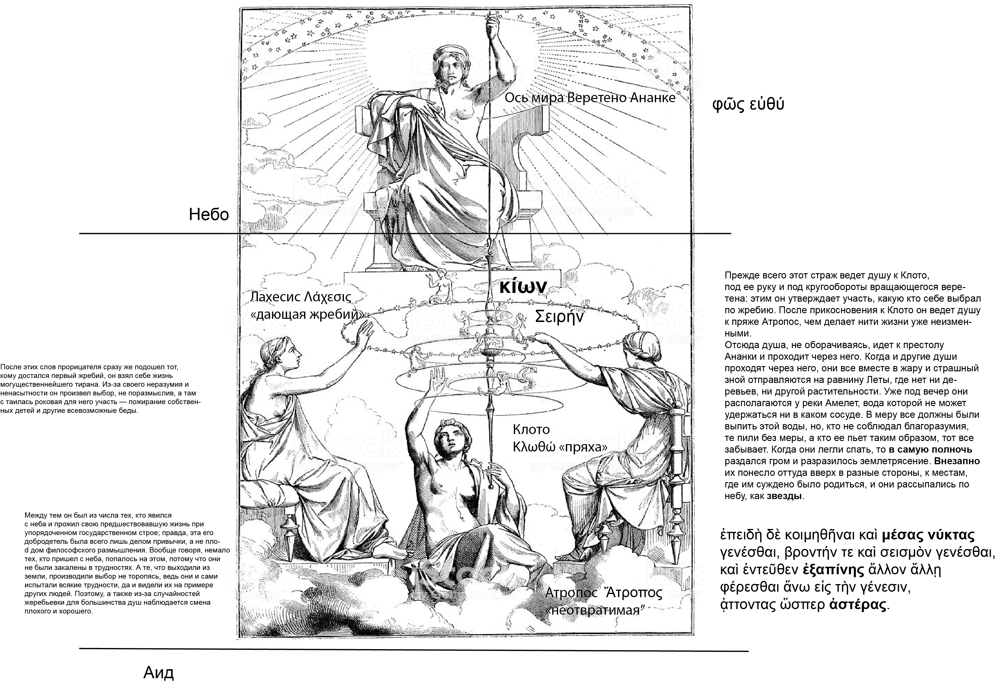 Ось мира Веретено Ананке
φῶς εὐθύ
Небо
κίων
Лахесис Λάχεσις
«дающая жребий»
Σειρήν
После этих слов прорицателя сразу же подошел тот,
кому достался первый жребий, он взял себе жизнь
могущественнейшего тирана. Из-за своего неразумия и
ненасытности он произвел выбор, не поразмыслив, а там
с таилась роковая для него участь — пожирание собствен-
ных детей и другие всевозможные беды.
Между тем он был из числа тех, кто явился
с неба и прожил свою предшествовавшую жизнь при
упорядоченном государственном строе; правда, эта его
добродетель была всего лишь делом привычки, а не пло-
d дом философского размышления. Вообще говоря, немало
тех, кто пришел с неба, попалось на этом, потому что они
не были закалены в трудностях. А те, что выходили из
земли, производили выбор не торопясь, ведь они и сами
испытали всякие трудности, да и видели их на примере
других людей. Поэтому, а также из-за случайностей
жеребьевки для большинства душ наблюдается смена
плохого и хорошего.
Клото
Κλωθώ «пряха»
Атропос Ἄτροπος
«неотвратимая"
Прежде всего этот страж ведет душу к Клото,
под ее руку и под кругообороты вращающегося вере-
тена: этим он утверждает участь, какую кто себе выбрал
по жребию. После прикосновения к Клото он ведет душу
к пряже Атропос, чем делает нити жизни уже неизмен-
ными.
Отсюда душа, не оборачиваясь, идет к престолу
Ананки и проходит через него. Когда и другие души
проходят через него, они все вместе в жару и страшный
зной отправляются на равнину Леты, где нет ни де-
ревьев, ни другой растительности. Уже под вечер они
располагаются у реки Амелет, вода которой не может
удержаться ни в каком сосуде. В меру все должны были
выпить этой воды, но, кто не соблюдал благоразумия,
те пили без меры, а кто ее пьет таким образом, тот все
забывает. Когда они легли спать, то в самую полночь
раздался гром и разразилось землетрясение. Внезапно
их понесло оттуда вверх в разные стороны, к местам,
где им суждено было родиться, и они рассыпались по
небу, как звезды.
ἐπειδὴ δὲ κοιμηθῆναι καὶ μέσας νύκτας
γενέσθαι, βροντήν τε καὶ σεισμὸν γενέσθαι,
καὶ ἐντεῦθεν ἐξαπίνης ἄλλον ἄλλῃ
φέρεσθαι ἄνω εἰς τὴν γένεσιν,
ᾁττοντας ὥσπερ ἀστέρας.
Аид
iStock
by Getty Images™